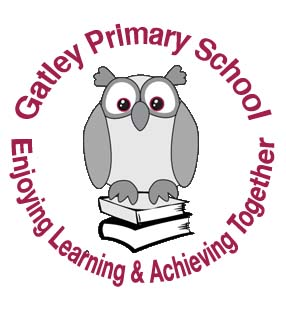 Gatley Primary School
Enjoying Learning & Achieving Together